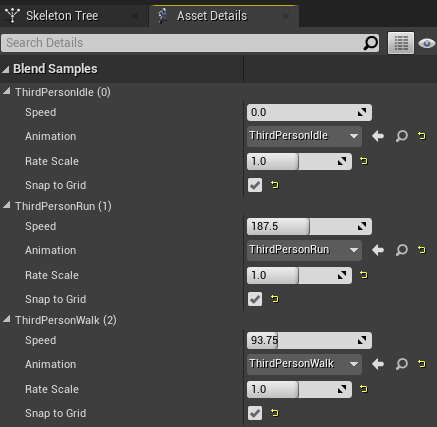 Skeleton Tree
Asset Details
Search Details
Blend Samples
ThirdPersonIdle (0)
Speed 0.0
Animation ThirdPersonIdle
Rate Scale 1.0
Snap to Grid
ThirdPersonRun (1)
Speed 187.5
Animation ThirdPersonRun
Rate Scale 1.0
Snap to Grid
ThirdPersonWalk (2)
Speed 93.75
Animation ThirdPersonWalk
Rate Scale 1.0
Snap to Grid